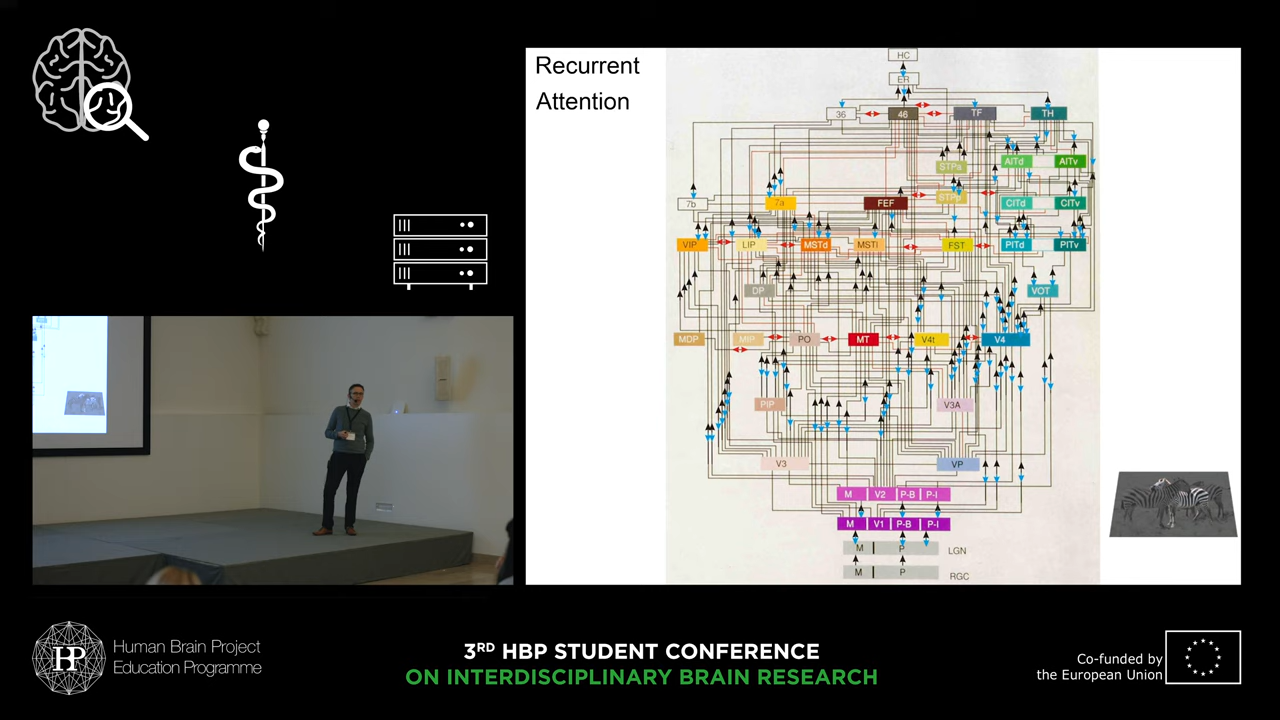 Recurrent
Attention
HC
ER
36 46 TF TH
STPa AITd AITv
7b 7a FEF STPp CITd CITv
VIP LIP MSTd MSTl FST PITd PITv
DP VOT
MDP MIP PO MT V4t V4
PIP V3A
V3 VP
M V2 P-B P-I
M V1 P-B P-I
M P LGN
M P RGC
HP
Human Brain Project
Education Programme
3RD HBP STUDENT CONFERENCE
ON INTERDISCIPLINARY BRAIN RESEARCH
Co-funded by
the European Union